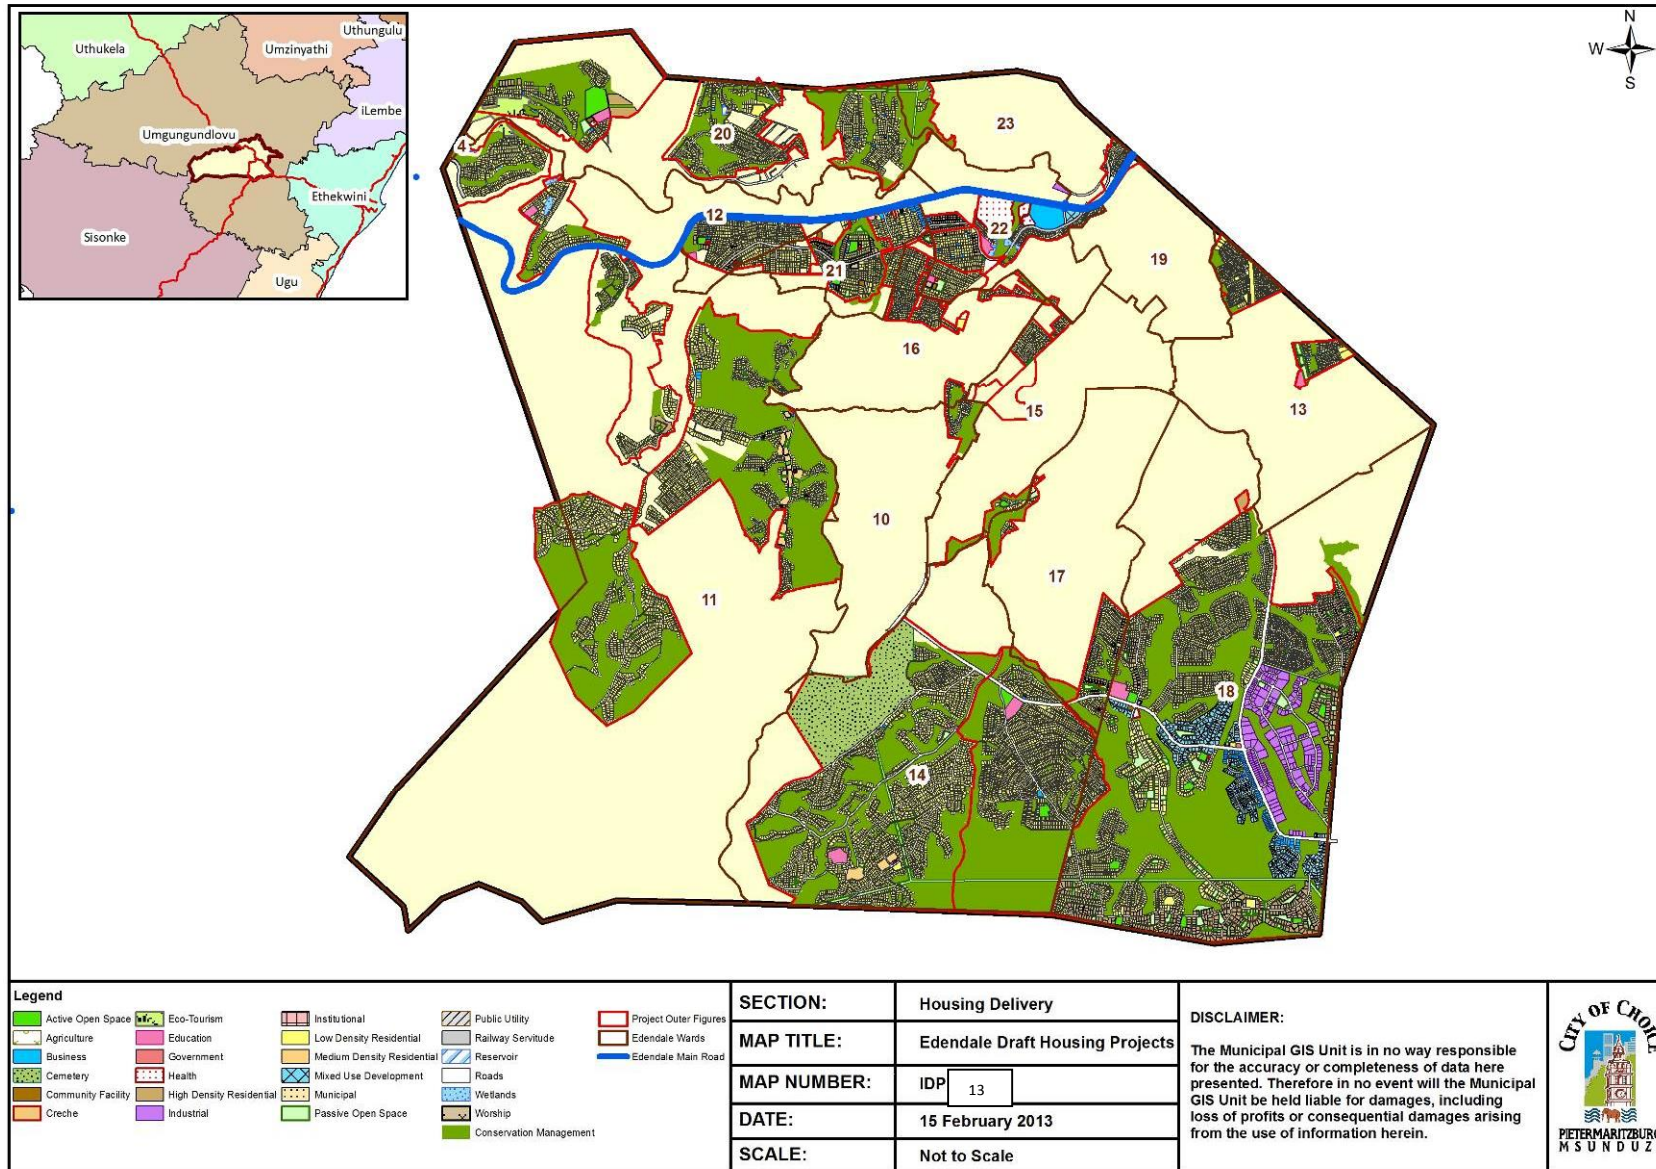 Uthungulu
Uthukela
Umzinyathi
iLembe
Umgungundlovu
Ethekwini
Sisonke
Ugu
N
W
S
23
20
4
12
22
19
21
16
15
13
10
17
11
18
14
Legend
Active Open Space
Agriculture
Business
Cemetery
Community Facility
Creche
Eco-Tourism
Education
Government
Health
High Density Residential
Industrial
Institutional
Low Density Residential
Medium Density Residential
Mixed Use Development
Municipal
Passive Open Space
Public Utility
Railway Servitude
Reservoir
Roads
Wetlands
Worship
Conservation Management
Project Outer Figures
Edendale Wards
Edendale Main Road
SECTION: Housing Delivery
MAP TITLE: Edendale Draft Housing Projects
MAP NUMBER: IDP 13
DATE: 15 February 2013
SCALE: Not to Scale
DISCLAIMER:
The Municipal GIS Unit is in no way responsible
for the accuracy or completeness of data here
presented. Therefore in no event will the Municipal
GIS Unit be held liable for damages, including
loss of profits or consequential damages arising
from the use of information herein.
CITY OF CHOICE
PIETERMARITZBURG
MSUNDUZ